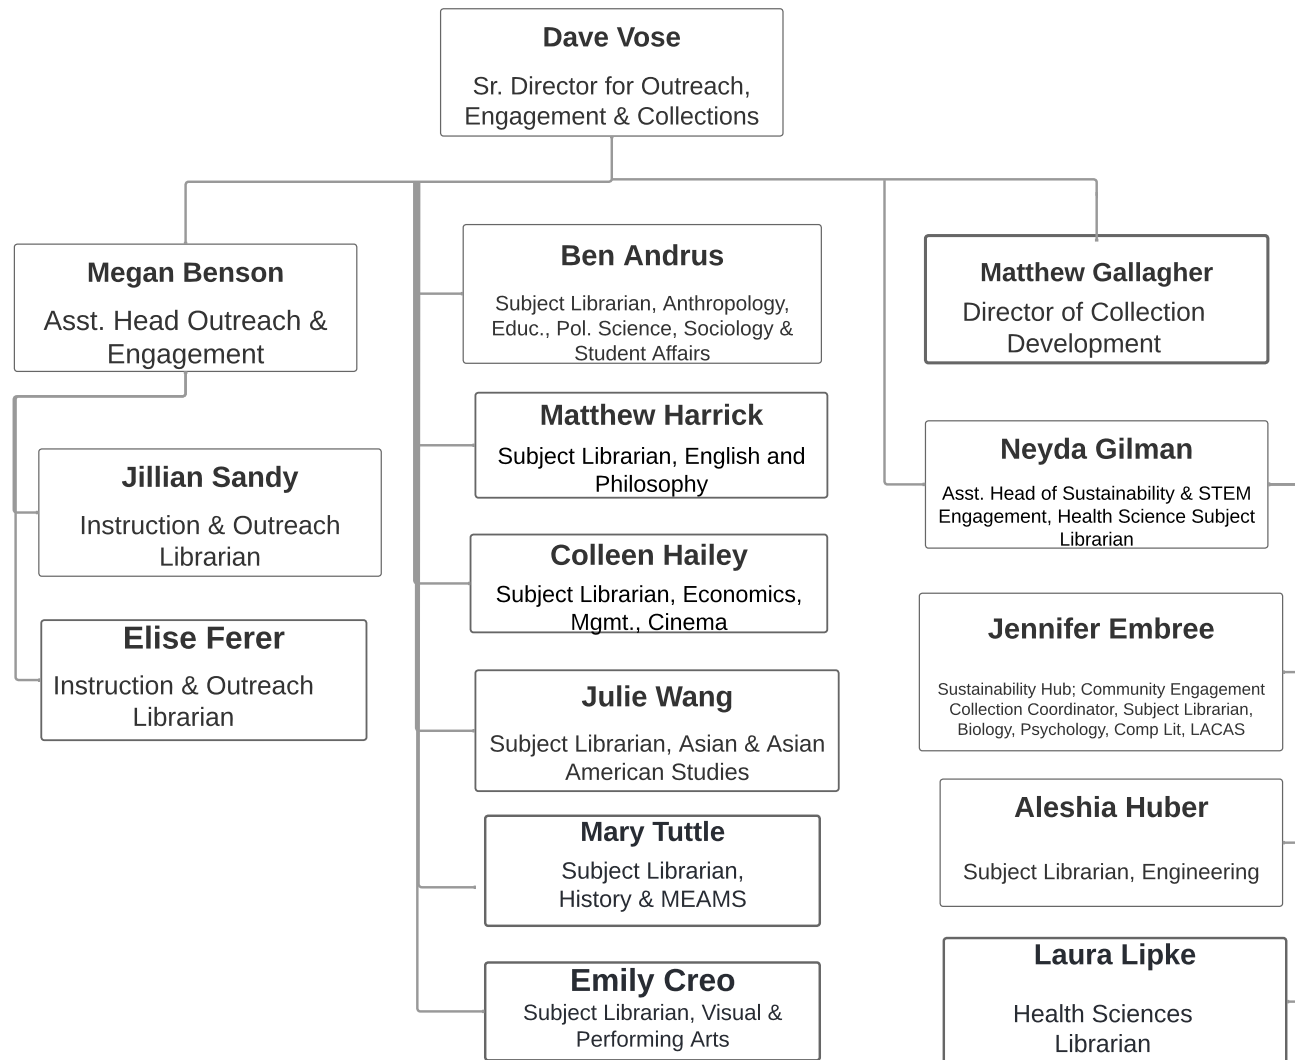 Dave Vose
Sr. Director for Outreach,
Engagement & Collections
Megan Benson
Asst. Head Outreach &
Engagement
Jillian Sandy
Instruction & Outreach
Librarian
Elise Ferer
Instruction & Outreach
Librarian
Ben Andrus
Subject Librarian, Anthropology,
Educ., Pol. Science, Sociology &
Student Affairs
Matthew Harrick
Subject Librarian, English and
Philosophy
Colleen Hailey
Subject Librarian, Economics,
Mgmt., Cinema
Julie Wang
Subject Librarian, Asian & Asian
American Studies
Mary Tuttle
Subject Librarian,
History & MEAMS
Emily Creo
Subject Librarian, Visual &
Performing Arts
Matthew Gallagher
Director of Collection
Development
Neyda Gilman
Asst. Head of Sustainability & STEM
Engagement, Health Science Subject
Librarian
Jennifer Embree
Sustainability Hub; Community Engagement
Collection Coordinator, Subject Librarian,
Biology, Psychology, Comp Lit, LACAS
Aleshia Huber
Subject Librarian, Engineering
Laura Lipke
Health Sciences
Librarian